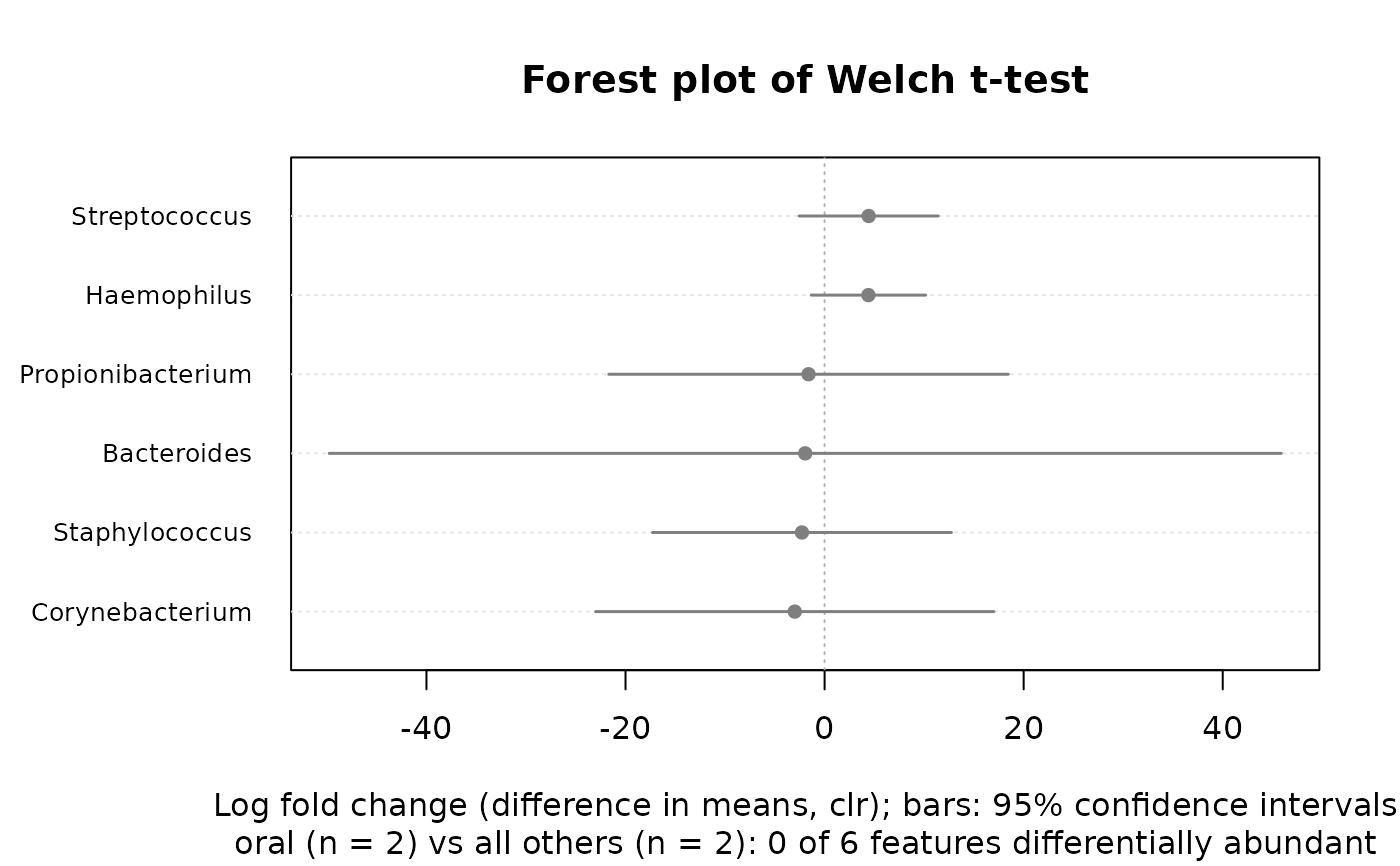 Forest plot of Welch t-test
Streptococcus
Haemophilus
Propionibacterium
Bacteroides
Staphylococcus
Corynebacterium
-40 -20 0 20 40
Log fold change (difference in means, clr); bars: 95% confidence intervals
oral (n = 2) vs all others (n = 2): 0 of 6 features differentially abundant